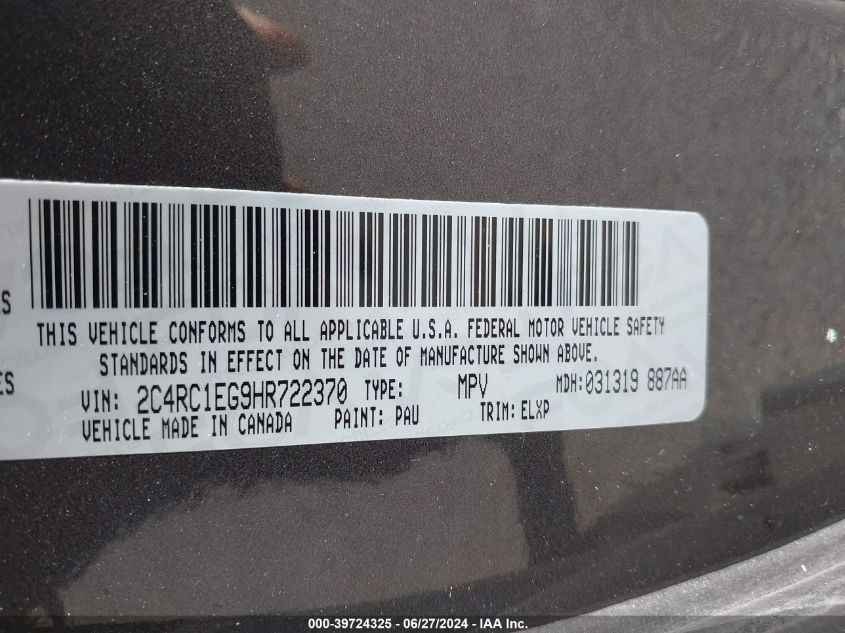 S
THIS VEHICLE CONFORMS TO ALL APPLICABLE U.S.A. FEDERAL MOTOR VEHICLE SAFETY
STANDARDS IN EFFECT ON THE DATE OF MANUFACTURE SHOWN ABOVE.
ES
VIN: 2C4RC1EG9HR722370 TYPE: MPV MDH:031319 887AA
VEHICLE MADE IN CANADA PAINT: PAU TRIM: ELXP
000-39724325 | 06/27/2024 | IAA Inc.